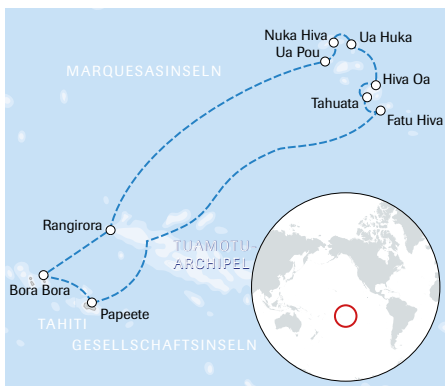 Nuka Hiva
Ua Huka
Ua Pou
MARQUESASINSELN
Hiva Oa
Tahuata
Fatu Hiva
Rangirora
TUAMOTU-
ARCHIPEL
Bora Bora
Papeete
TAHITI
GESELLSCHAFTSINSELN